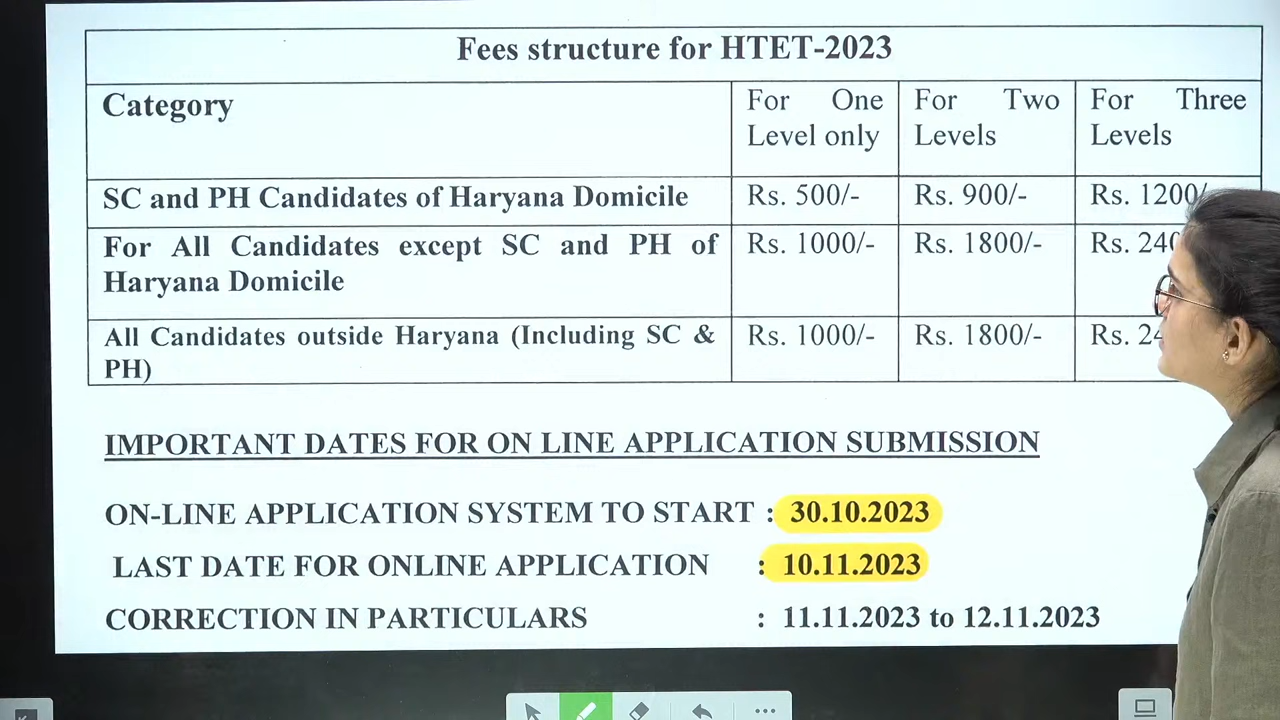 Fees structure for HTET-2023
Category
For One
Level only
For Two
Levels
For Three
Levels
SC and PH Candidates of Haryana Domicile
Rs. 500/-
Rs. 900/-
Rs. 1200/-
For All Candidates except SC and PH of
Haryana Domicile
Rs. 1000/-
Rs. 1800/-
Rs. 240
All Candidates outside Haryana (Including SC &
PH)
Rs. 1000/-
Rs. 1800/-
Rs. 24
IMPORTANT DATES FOR ON LINE APPLICATION SUBMISSION
ON-LINE APPLICATION SYSTEM TO START : 30.10.2023
LAST DATE FOR ONLINE APPLICATION : 10.11.2023
CORRECTION IN PARTICULARS : 11.11.2023 to 12.11.2023